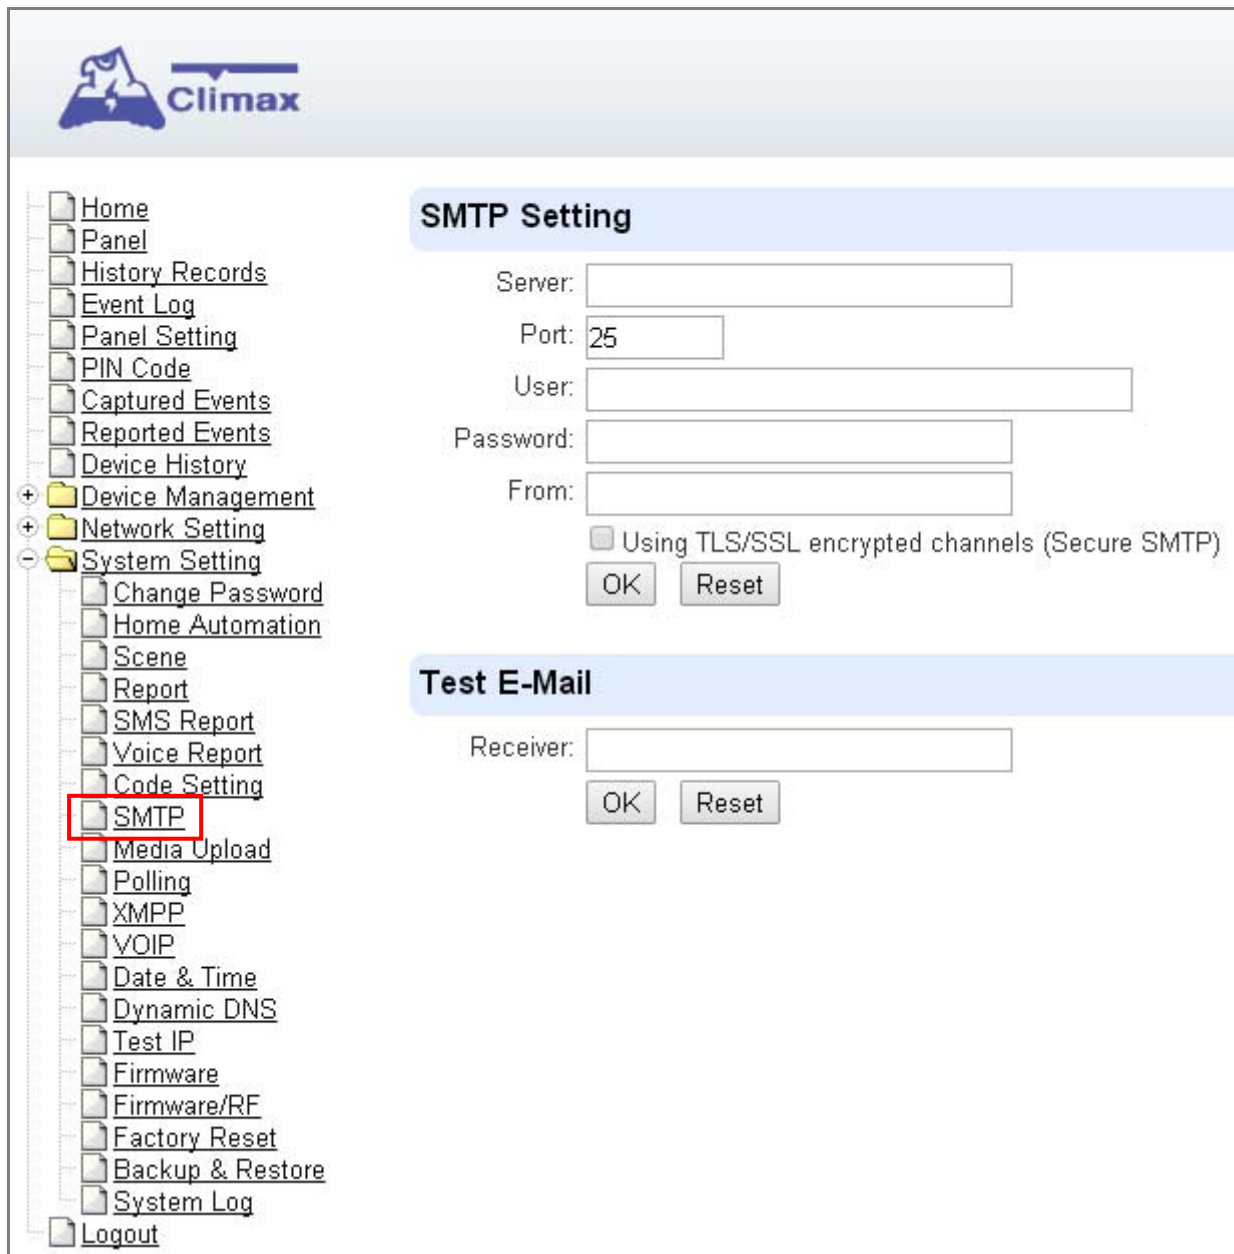 Climax
Home
Panel
History Records
Event Log
Panel Setting
PIN Code
Captured Events
Reported Events
Device History
Device Management
Network Setting
System Setting
Change Password
Home Automation
Scene
Report
SMS Report
Voice Report
Code Setting
SMTP
Media Upload
Polling
XMPP
VOIP
Date & Time
Dynamic DNS
Test IP
Firmware
Firmware/RF
Factory Reset
Backup & Restore
System Log
Logout
SMTP Setting
Server:
Port: 25
User:
Password:
From:
Using TLS/SSL encrypted channels (Secure SMTP)
OK Reset
Test E-Mail
Receiver:
OK Reset